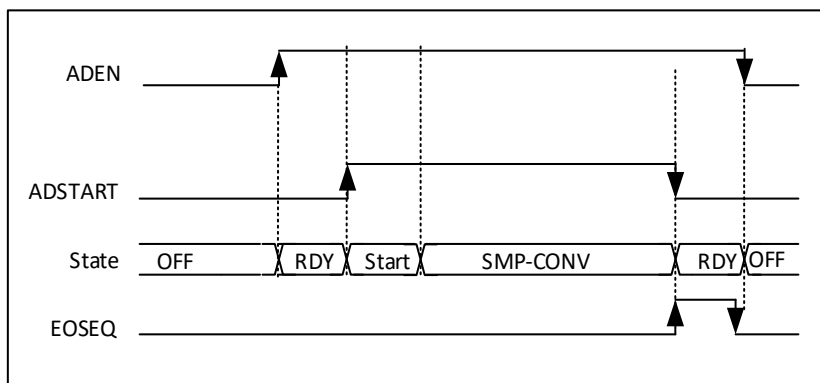 ADEN
ADSTART
State OFF RDY Start SMP-CONV RDY OFF
EOSEQ